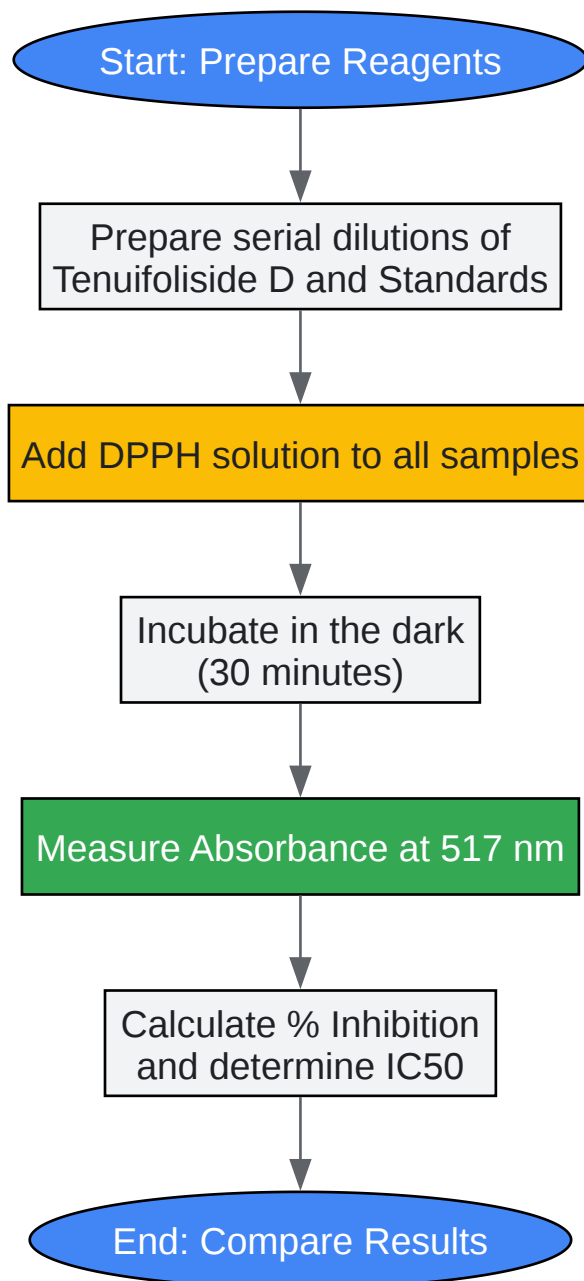 Start: Prepare Reagents
Prepare serial dilutions of
Tenuifoliside D and Standards
Add DPPH solution to all samples
Incubate in the dark
(30 minutes)
Measure Absorbance at 517 nm
Calculate % Inhibition
and determine IC50
End: Compare Results